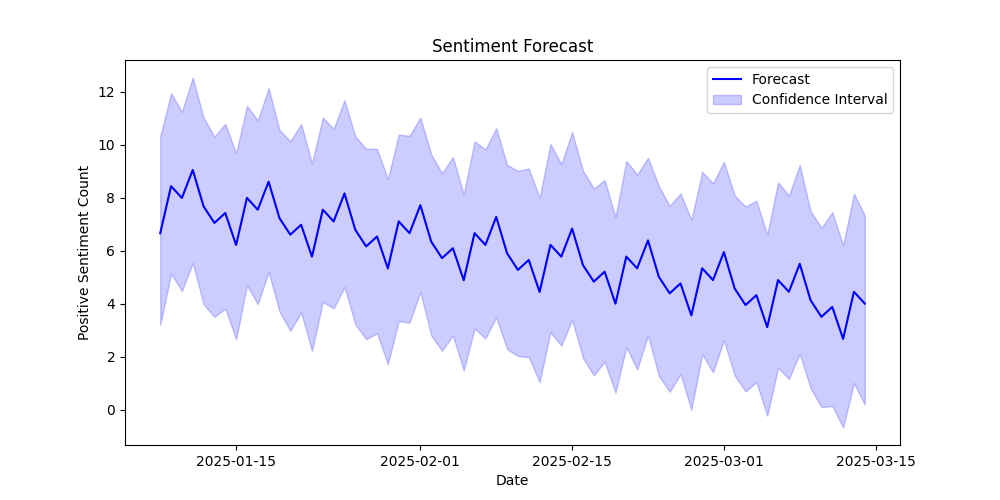 Sentiment Forecast
Forecast
Confidence Interval
Positive Sentiment Count
12
10
8
6
4
2
0
2025-01-15
2025-02-01
2025-02-15
2025-03-01
2025-03-15
Date